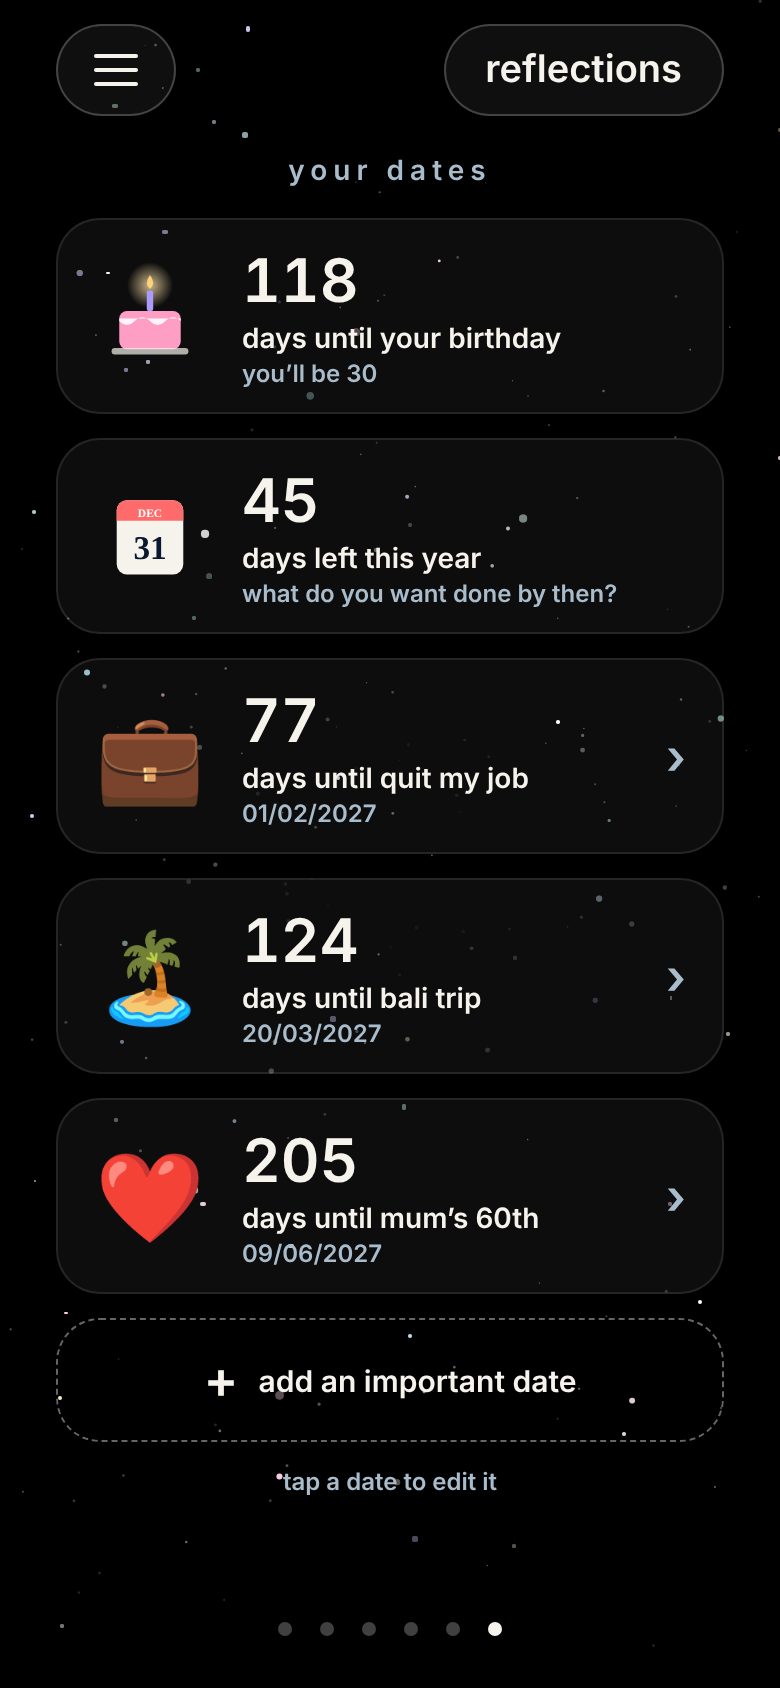 reflections
your dates
118
days until your birthday
you’ll be 30
DEC
31
45
days left this year
what do you want done by then?
77
days until quit my job
01/02/2027
124
days until bali trip
20/03/2027
205
days until mum’s 60th
09/06/2027
+ add an important date
tap a date to edit it